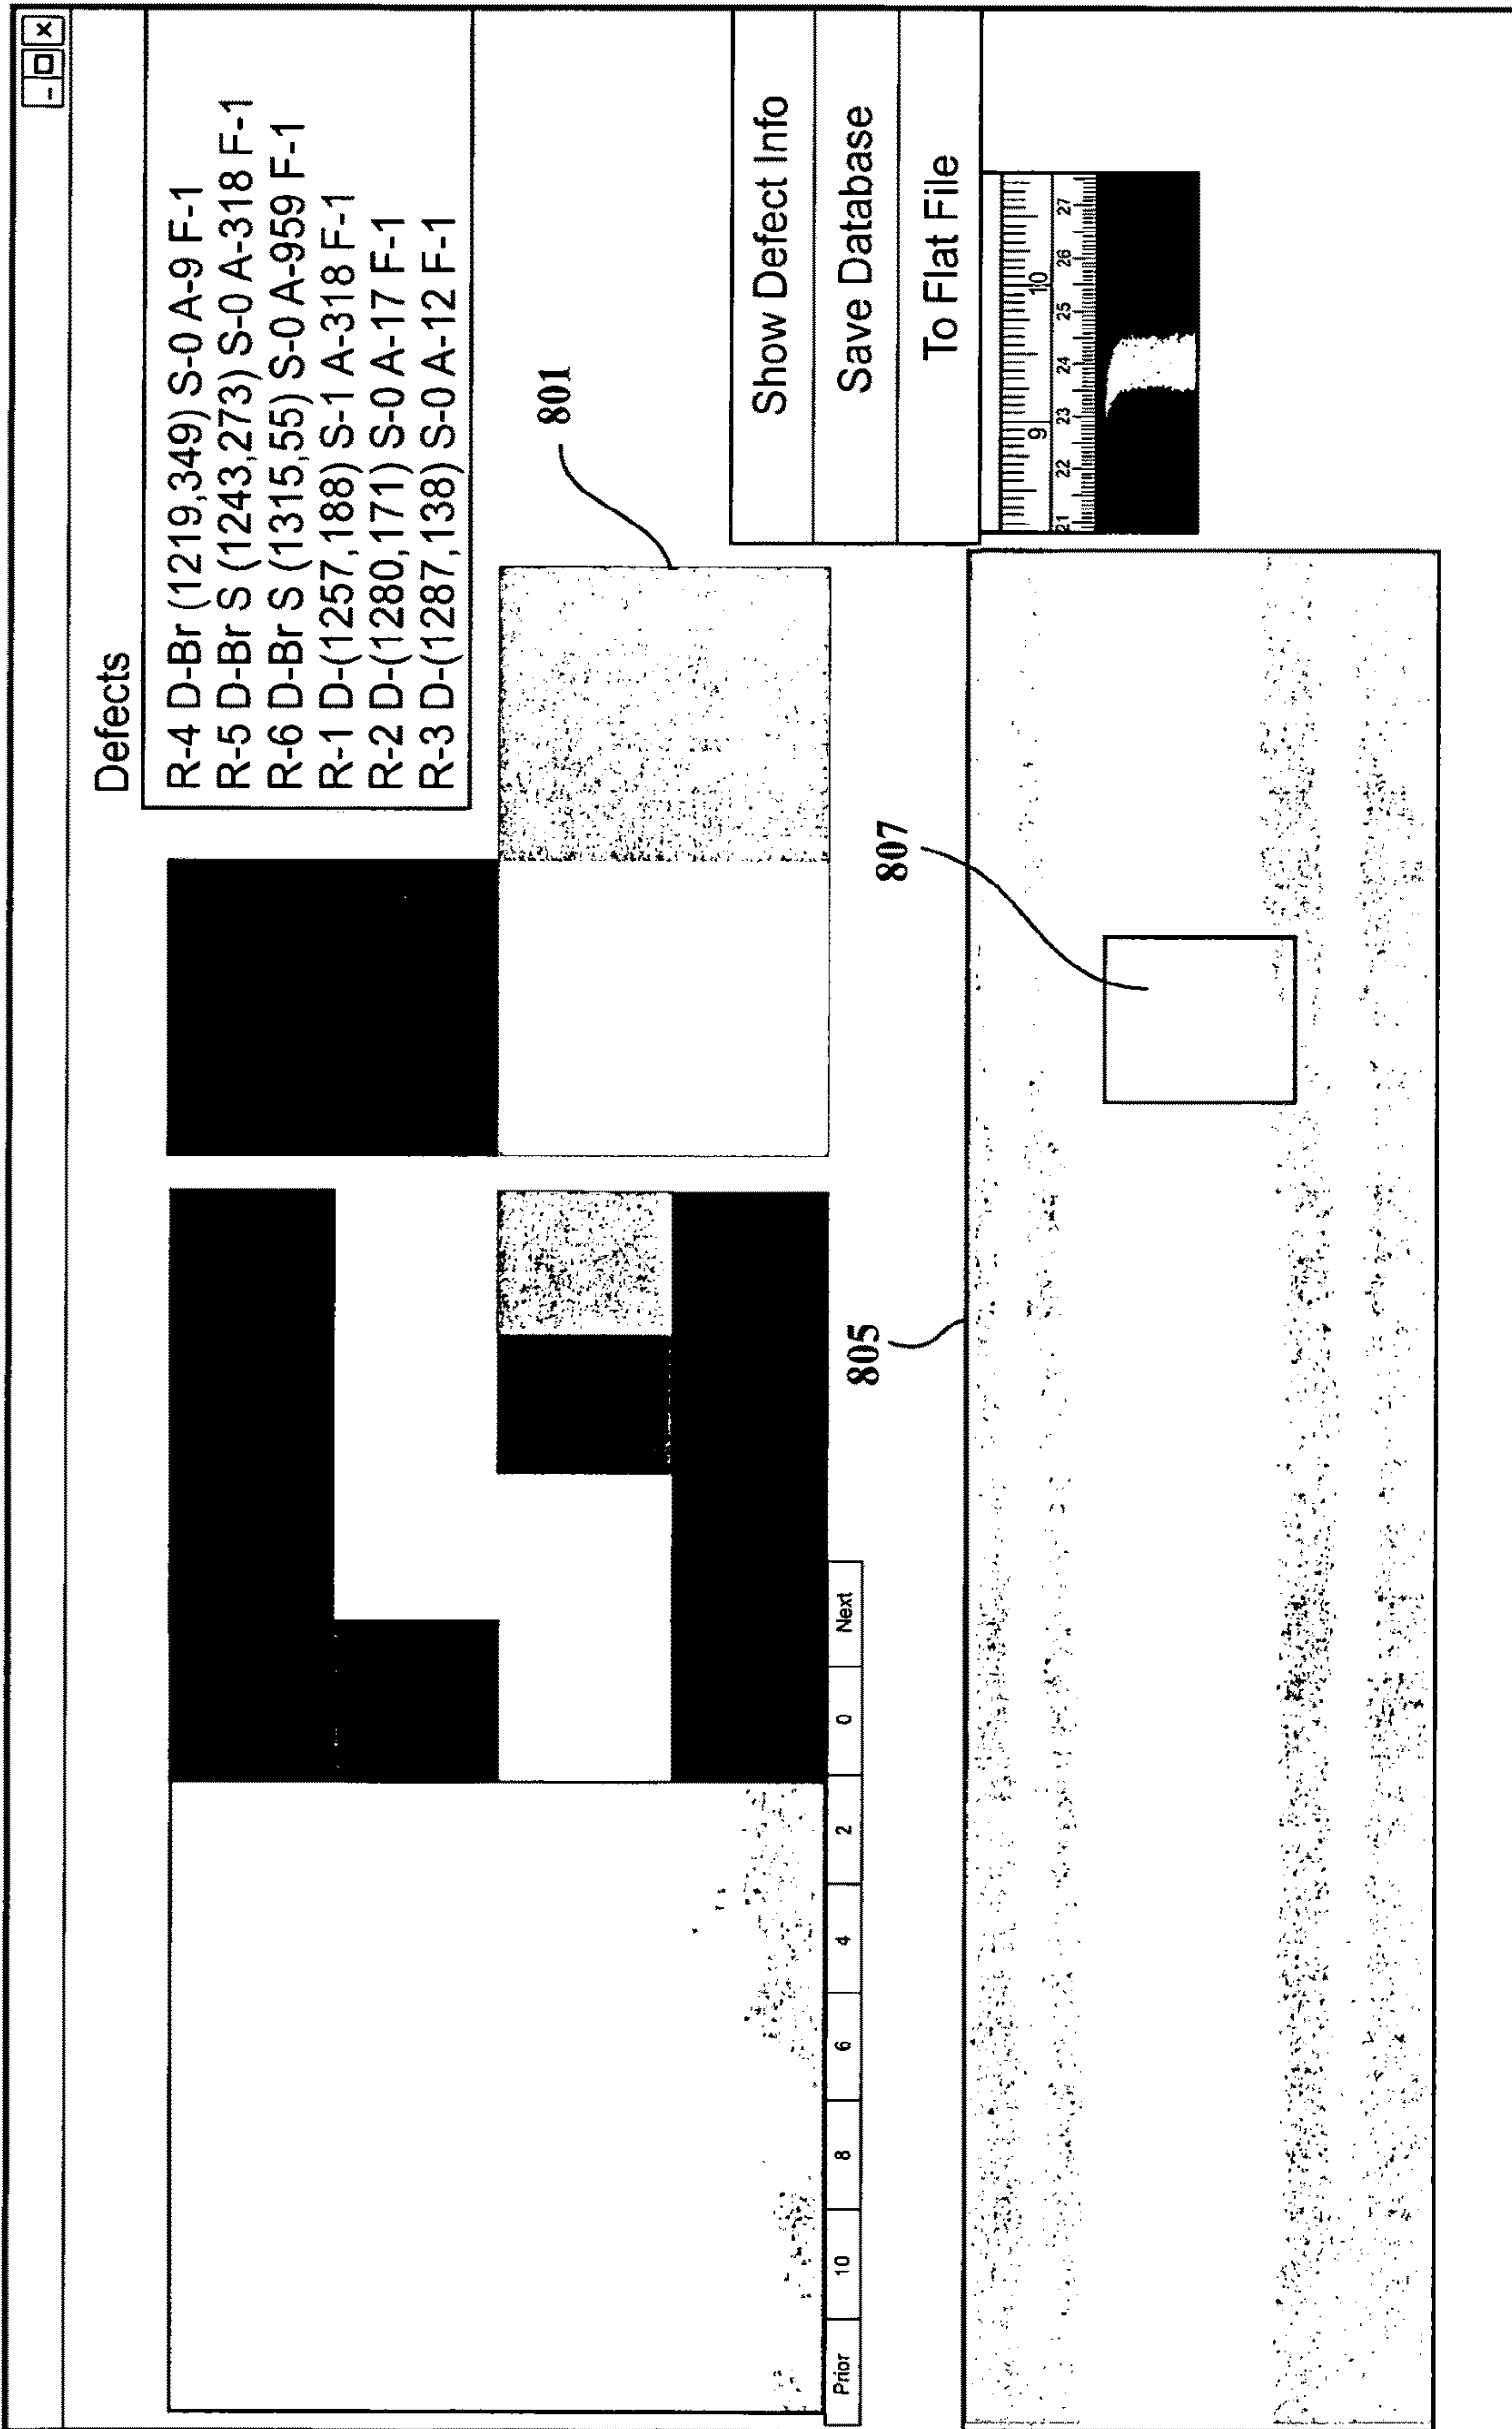 Defects
R-4 D-Br (1219,349) S-0 A-9 F-1
R-5 D-Br S (1243,273) S-0 A-318 F-1
R-6 D-Br S (1315,55) S-0 A-959 F-1
R-1 D-(1257,188) S-1 A-318 F-1
R-2 D-(1280,171) S-0 A-17 F-1
R-3 D-(1287,138) S-0 A-12 F-1
801
Prior 10 8 6 4 2 0 Next
Show Defect Info
Save Database
To Flat File
805
807
9 10
21 22 23 24 25 26 27